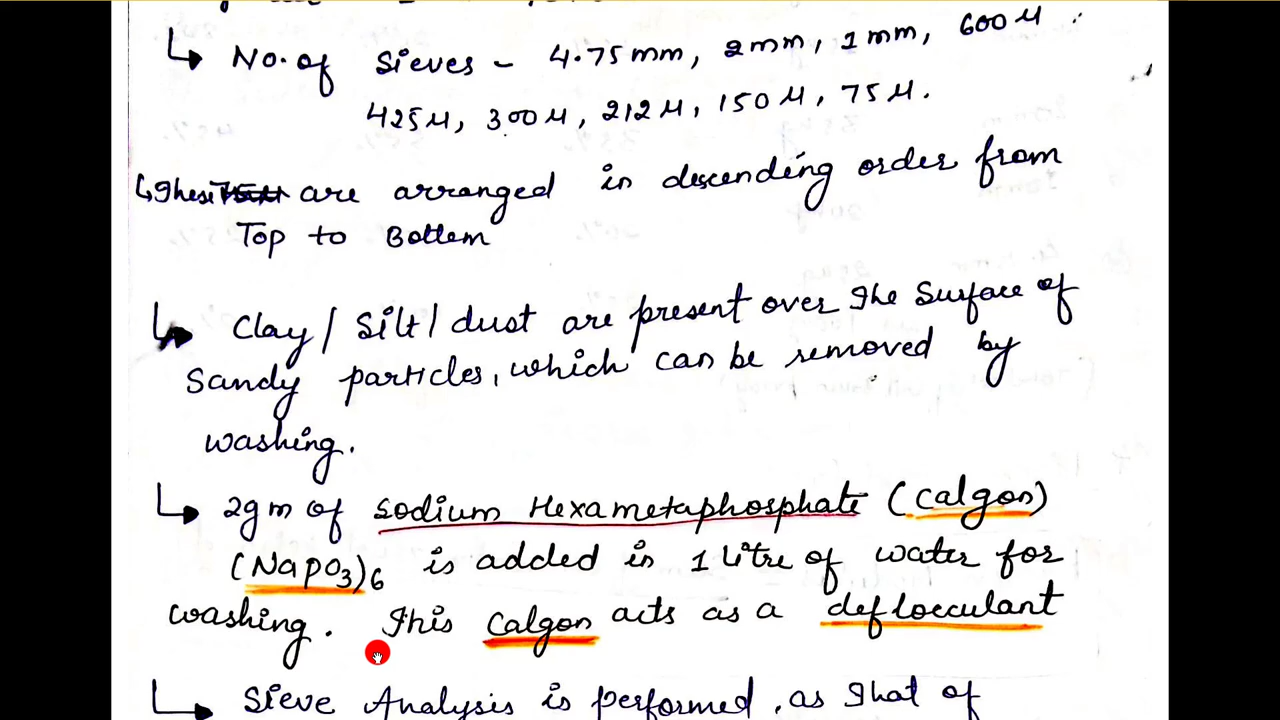 ↳ No. of Sieves - 4.75mm, 2mm, 1mm, 600μ
425μ, 300μ, 212μ, 150μ, 75μ.
↳ These are arranged in descending order from
Top to Bottem
↳ Clay / Silt / dust are present over the Surface of
Sandy particles, which can be removed by
washing.
↳ 2gm of Sodium Hexametaphosphate (Calgon)
(NaPO3)6 is added in 1 Litre of water for
washing. This Calgon acts as a deflocculant
↳ Sieve Analysis is performed, as that of